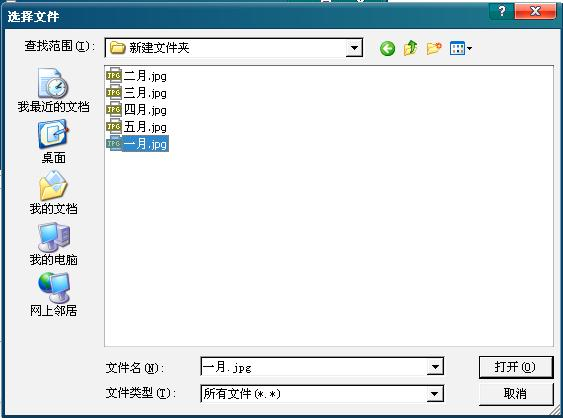 选择文件
查找范围(I):
新建文件夹
二月.jpg
三月.jpg
四月.jpg
五月.jpg
一月.jpg
我最近的文档
桌面
我的文档
我的电脑
网上邻居
文件名(N):
一月.jpg
打开(O)
文件类型(T):
所有文件(*.*)
取消